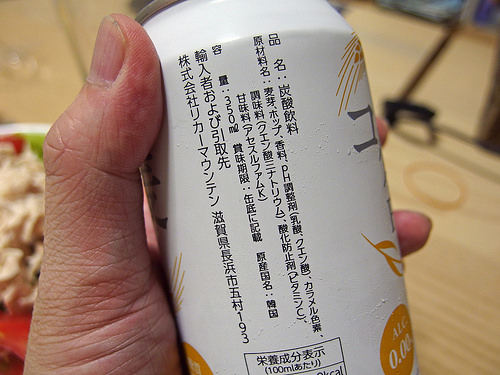 品　名：炭酸飲料
原材料名：麦芽、ホップ、香料、pH調整剤(乳酸、クエン酸)、カラメル色素、
調味料(クエン酸三ナトリウム)、酸化防止剤(ビタミンC)、
甘味料(アセスルファムK)
容　量：350ml　賞味期限：缶底に記載　原産国名：韓国
輸入者および引取先
株式会社リカーマウンテン　滋賀県長浜市五村193
栄養成分表示
(100mlあたり)
kcal
ALC.
0.00